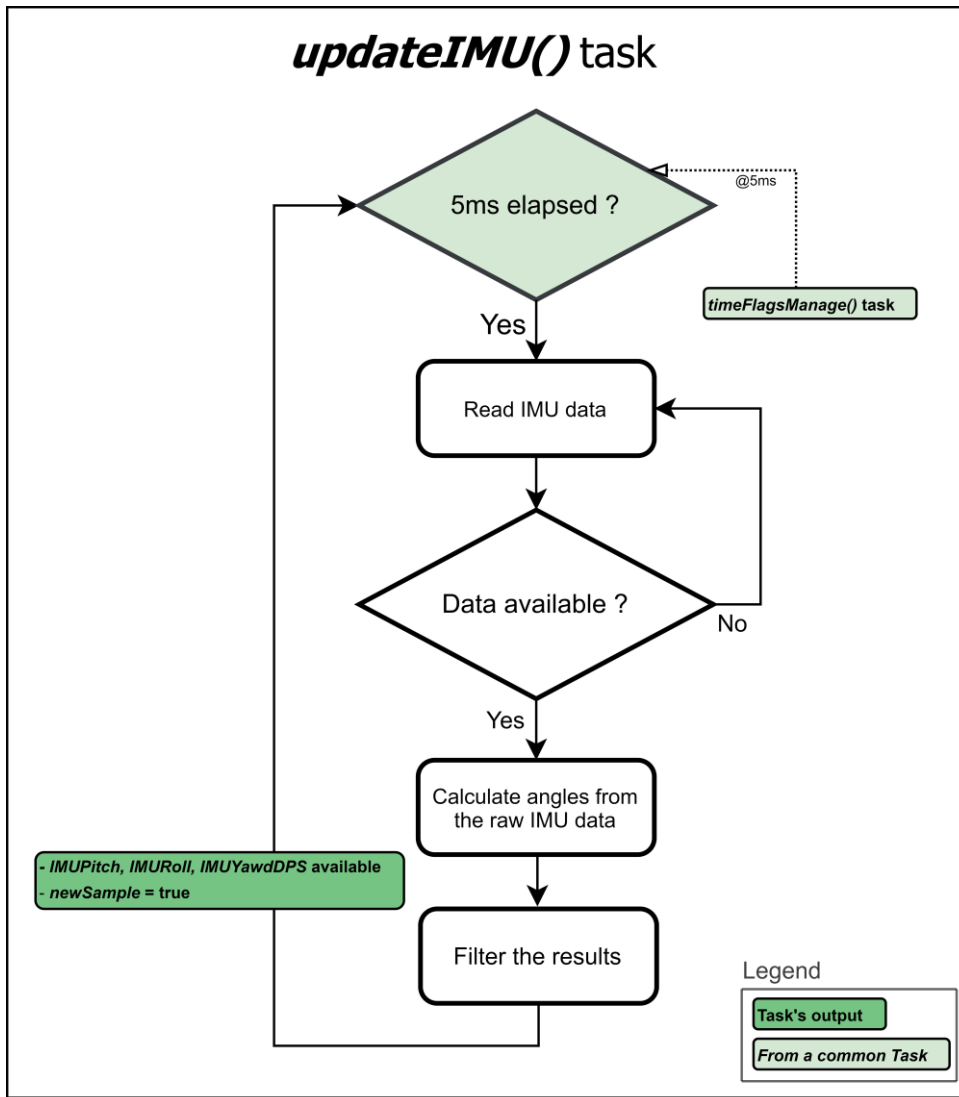 updateIMU() task
5ms elapsed ?
@5ms
timeFlagsManage() task
Yes
Read IMU data
Data available ?
No
Yes
Calculate angles from
the raw IMU data
- IMUPitch, IMURoll, IMUYawdDPS available
- newSample = true
Filter the results
Legend
Task's output
From a common Task